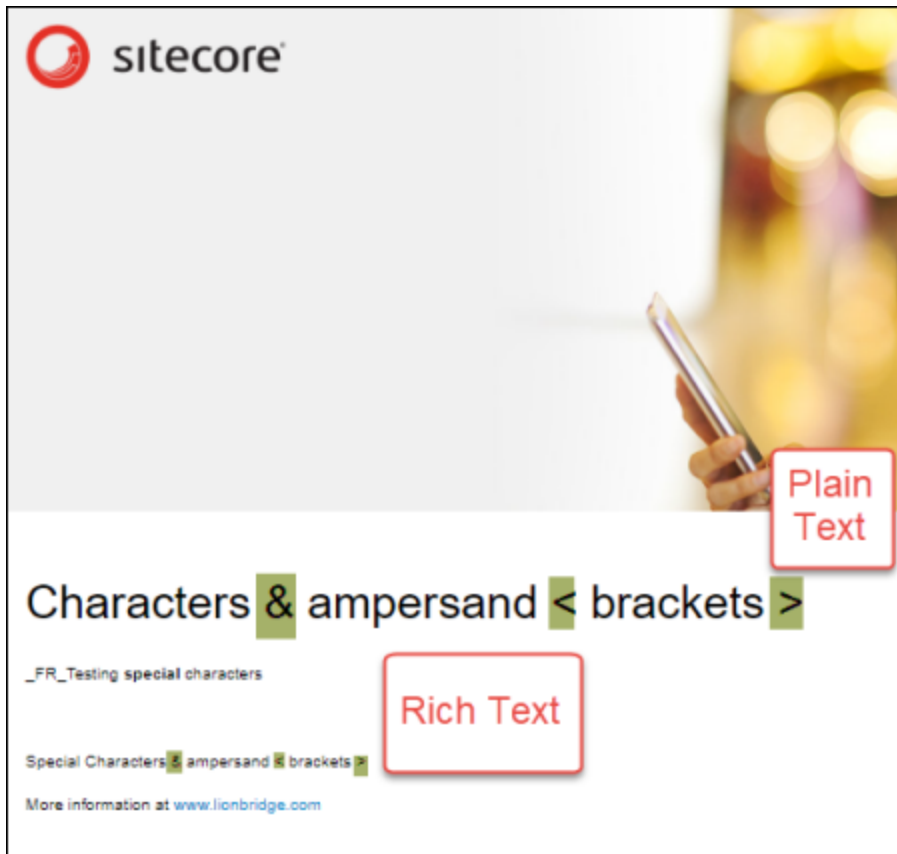 sitecore
Plain
Text
Characters & ampersand < brackets >
_FR_Testing special characters
Rich Text
Special Characters & ampersand < brackets >
More information at www.lionbridge.com